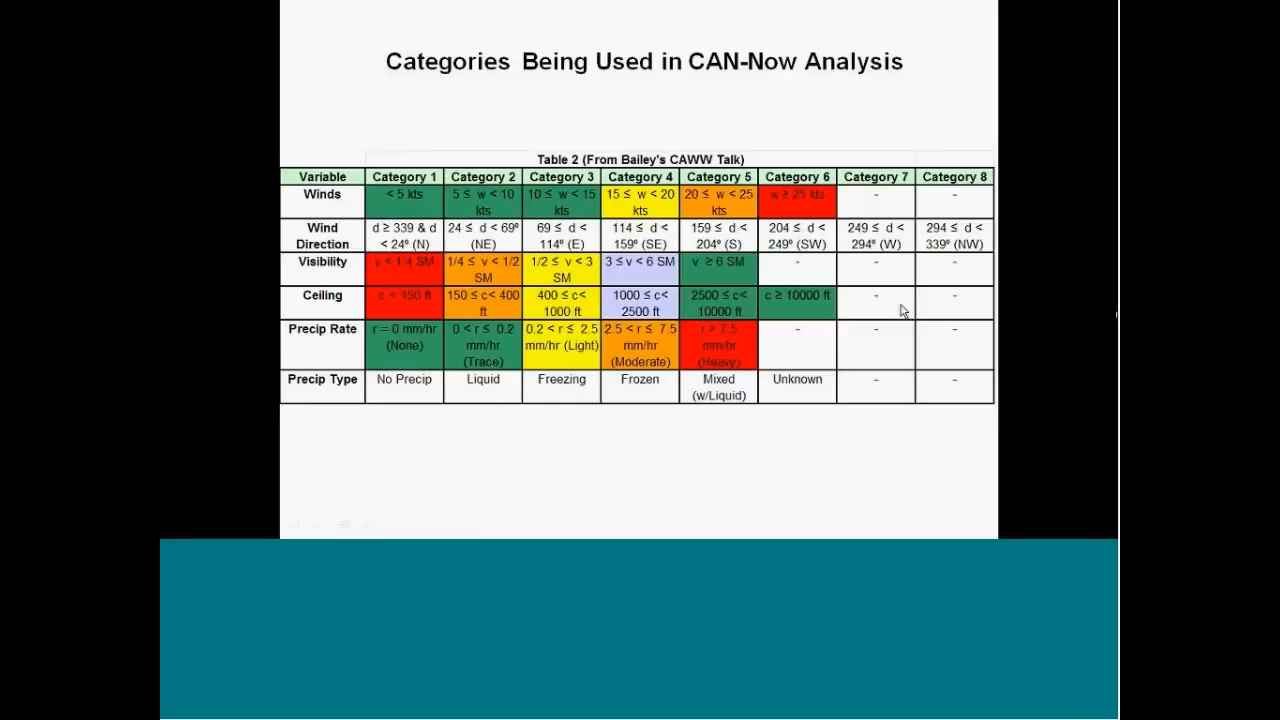 Categories Being Used in CAN-Now Analysis
Table 2 (From Bailey's CAWW Talk)
Variable Category 1 Category 2 Category 3 Category 4 Category 5 Category 6 Category 7 Category 8
Winds < 5 kts 5 ≤ w < 10 10 ≤ w < 15 15 ≤ w < 20 20 ≤ w < 25 w ≥ 25 kts - -
kts kts kts kts
Wind d ≥ 339 & d 24 ≤ d < 69º 69 ≤ d < 114 ≤ d < 159 ≤ d < 204 ≤ d < 249 ≤ d < 294 ≤ d <
Direction < 24º (N) (NE) 114º (E) 159º (SE) 204º (S) 249º (SW) 294º (W) 339º (NW)
Visibility v < 1/4 SM 1/4 ≤ v < 1/2 1/2 ≤ v < 3 3 ≤ v < 6 SM v ≥ 6 SM - - -
SM SM
Ceiling c < 150 ft 150 ≤ c< 400 400 ≤ c< 1000 ≤ c< 2500 ≤ c< c ≥ 10000 ft - -
ft 1000 ft 2500 ft 10000 ft
Precip Rate r = 0 mm/hr 0 < r ≤ 0.2 0.2 < r ≤ 2.5 2.5 < r ≤ 7.5 r > 7.5 - - -
(None) mm/hr mm/hr (Light) mm/hr mm/hr
(Trace) (Moderate) (Heavy)
Precip Type No Precip Liquid Freezing Frozen Mixed Unknown - -
(w/Liquid)